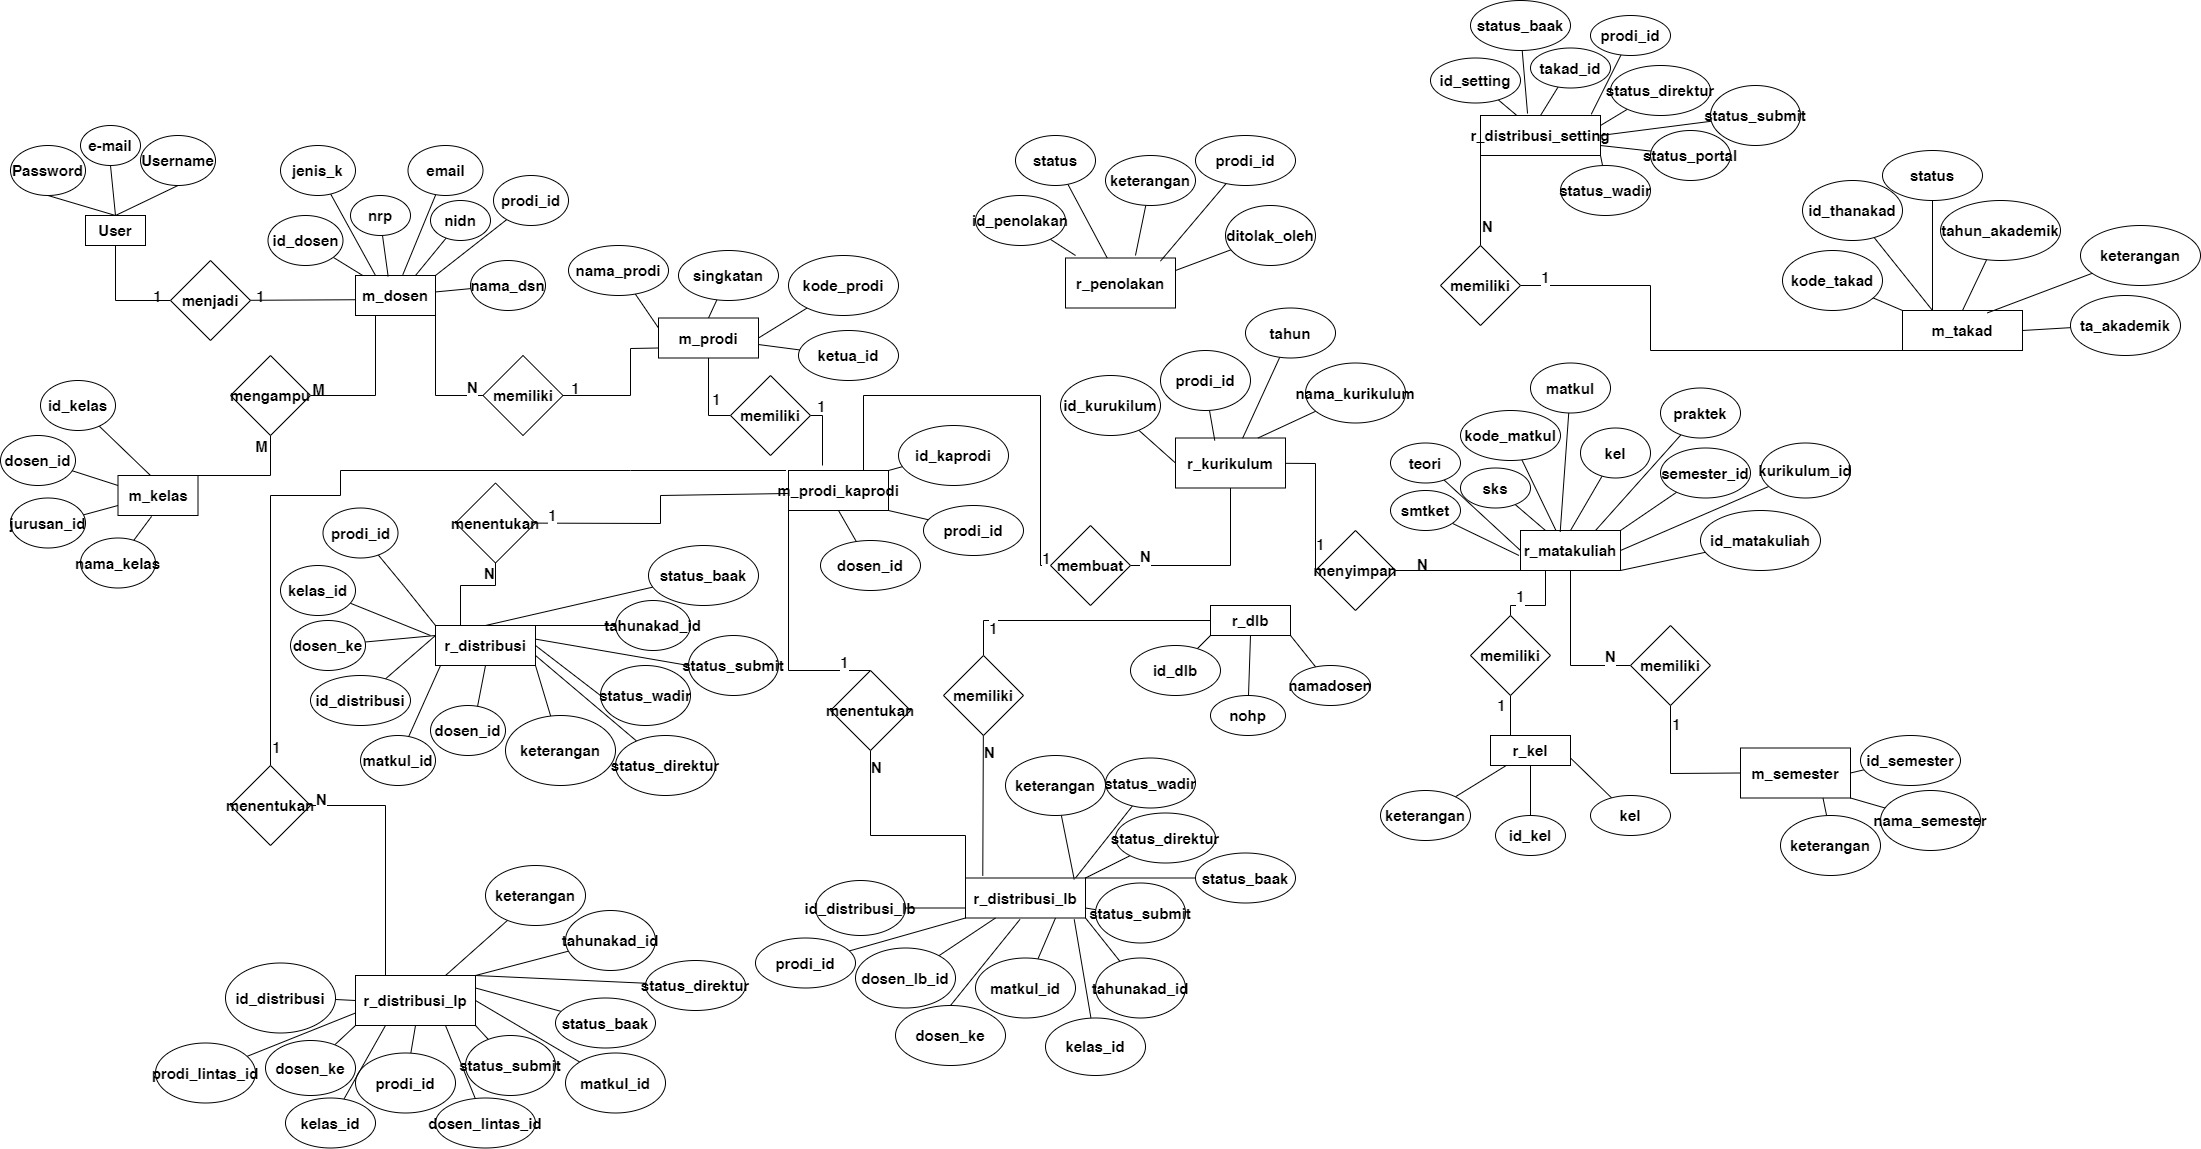 status_baak
prodi_id
id_setting
takad_id
status_direktur
status_submit
r_distribusi_setting
status_portal
status_wadir
N
memiliki
1
status
id_thanakad
tahun_akademik
keterangan
kode_takad
m_takad
ta_akademik
Password
e-mail
Username
User
1
menjadi
1
jenis_k
email
nrp
nidn
prodi_id
id_dosen
m_dosen
nama_dsn
mengampu
M
M
N
memiliki
1
nama_prodi
singkatan
kode_prodi
m_prodi
ketua_id
1
memiliki
1
status
keterangan
prodi_id
id_penolakan
ditolak_oleh
r_penolakan
id_kelas
dosen_id
m_kelas
jurusan_id
nama_kelas
id_kaprodi
m_prodi_kaprodi
prodi_id
dosen_id
menentukan
1
N
tahun
prodi_id
id_kurukilum
nama_kurikulum
r_kurikulum
1
membuat
N
1
menyimpan
N
matkul
praktek
kode_matkul
kel
teori
semester_id
kurikulum_id
sks
smtket
r_matakuliah
id_matakuliah
1
memiliki
1
N
memiliki
1
r_kel
keterangan
id_kel
kel
m_semester
id_semester
nama_semester
keterangan
prodi_id
kelas_id
dosen_ke
id_distribusi
matkul_id
dosen_id
keterangan
status_direktur
status_wadir
status_submit
tahunakad_id
status_baak
r_distribusi
1
menentukan
N
1
menentukan
N
1
memiliki
N
r_dlb
id_dlb
nohp
namadosen
keterangan
status_wadir
status_direktur
status_baak
id_distribusi_lb
r_distribusi_lb
status_submit
prodi_id
dosen_lb_id
matkul_id
tahunakad_id
dosen_ke
kelas_id
keterangan
tahunakad_id
status_direktur
id_distribusi
r_distribusi_lp
status_baak
prodi_lintas_id
dosen_ke
prodi_id
status_submit
matkul_id
kelas_id
dosen_lintas_id